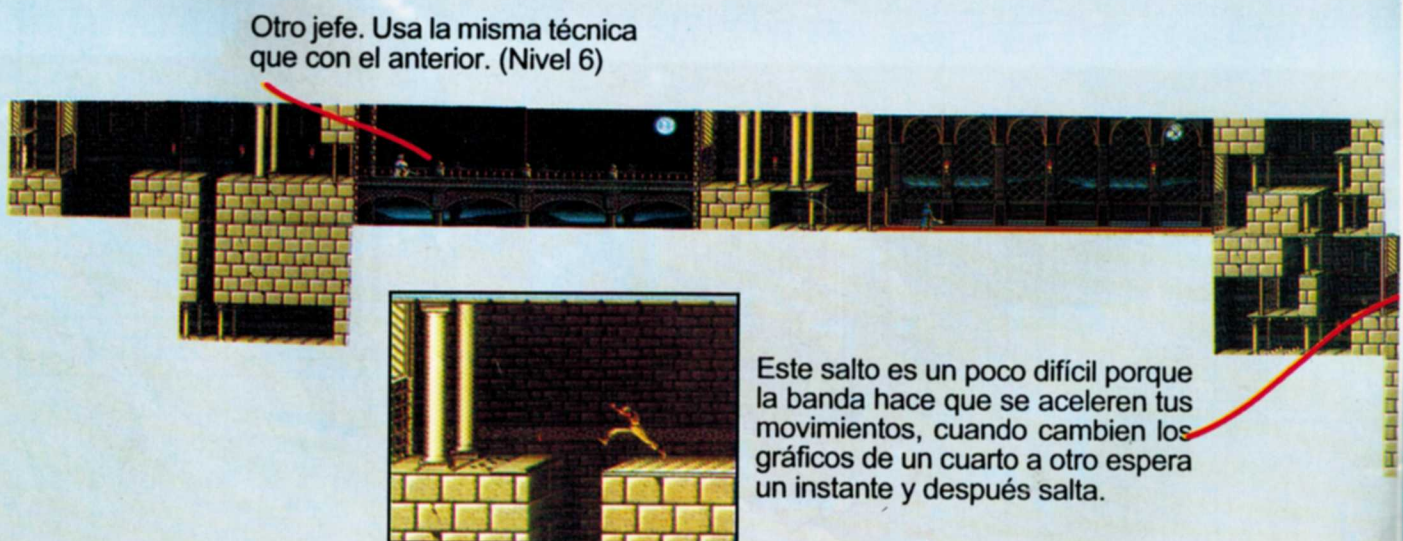 Otro jefe. Usa la misma técnica
que con el anterior. (Nivel 6)
Este salto es un poco difícil porque
la banda hace que se aceleren tus
movimientos, cuando cambien los
gráficos de un cuarto a otro espera
un instante y después salta.